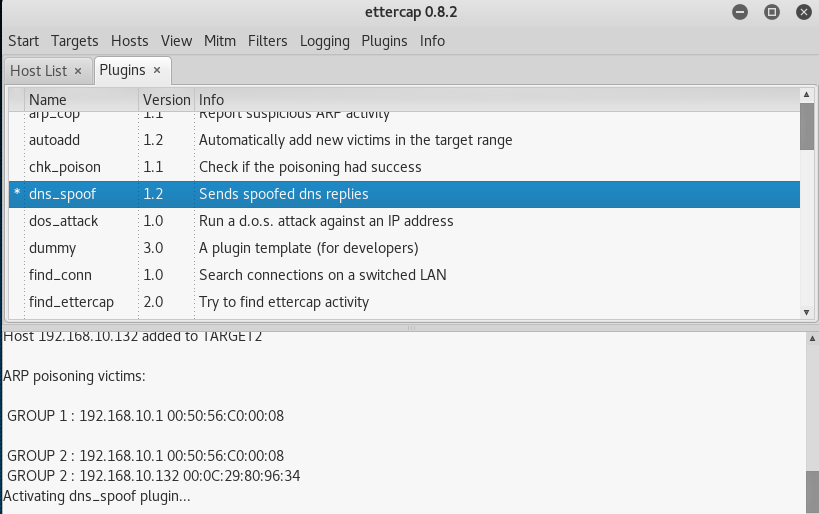 ettercap 0.8.2
Start Targets Hosts View Mitm Filters Logging Plugins Info
Host List × Plugins ×
Name Version Info
arp_cop 1.1 Report suspicious ARP activity
autoadd 1.2 Automatically add new victims in the target range
chk_poison 1.1 Check if the poisoning had success
* dns_spoof 1.2 Sends spoofed dns replies
dos_attack 1.0 Run a d.o.s. attack against an IP address
dummy 3.0 A plugin template (for developers)
find_conn 1.0 Search connections on a switched LAN
find_ettercap 2.0 Try to find ettercap activity
Host 192.168.10.132 added to TARGET2
ARP poisoning victims:
GROUP 1 : 192.168.10.1 00:50:56:C0:00:08
GROUP 2 : 192.168.10.1 00:50:56:C0:00:08
GROUP 2 : 192.168.10.132 00:0C:29:80:96:34
Activating dns_spoof plugin...